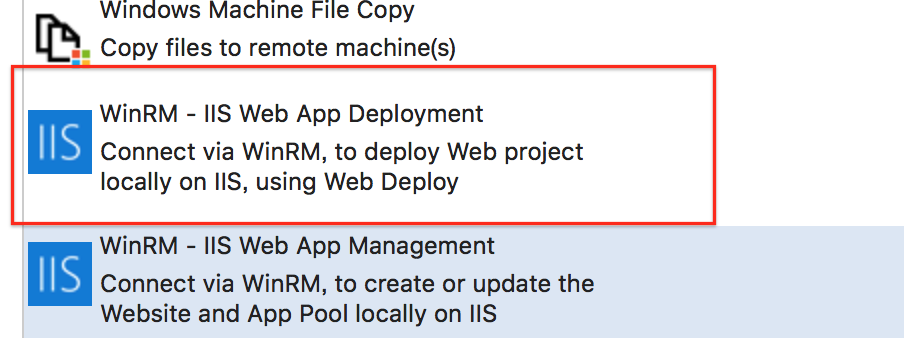 Windows Machine File Copy
Copy files to remote machine(s)
IIS
WinRM - IIS Web App Deployment
Connect via WinRM, to deploy Web project
locally on IIS, using Web Deploy
IIS
WinRM - IIS Web App Management
Connect via WinRM, to create or update the
Website and App Pool locally on IIS